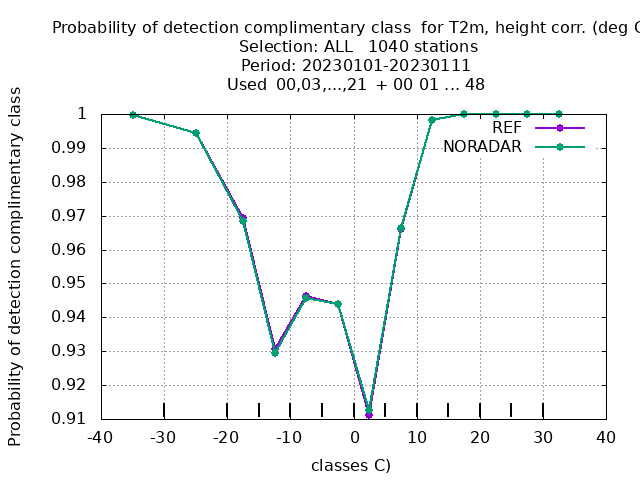 Probability of detection complimentary class for T2m, height corr. (deg C
Selection: ALL 1040 stations
Period: 20230101-20230111
Used 00,03,...,21 + 00 01 ... 48
Probability of detection complimentary class
1
0.99
0.98
0.97
0.96
0.95
0.94
0.93
0.92
0.91
REF
NORADAR
-40 -30 -20 -10 0 10 20 30 40
classes C)